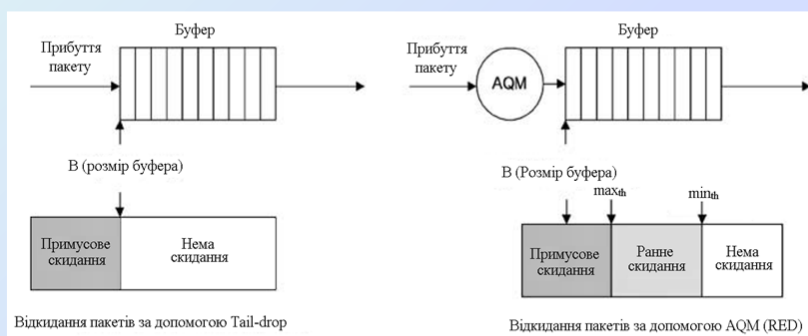 Буфер
Прибуття
пакету
В (розмір буфера)
Примусове
скидання
Нема
скидання
Відкидання пакетів за допомогою Tail-drop
Буфер
Прибуття
пакету
AQM
В (Розмір буфера)
maxth
minth
Примусове
скидання
Раннє
скидання
Нема
скидання
Відкидання пакетів за допомогою AQM (RED)